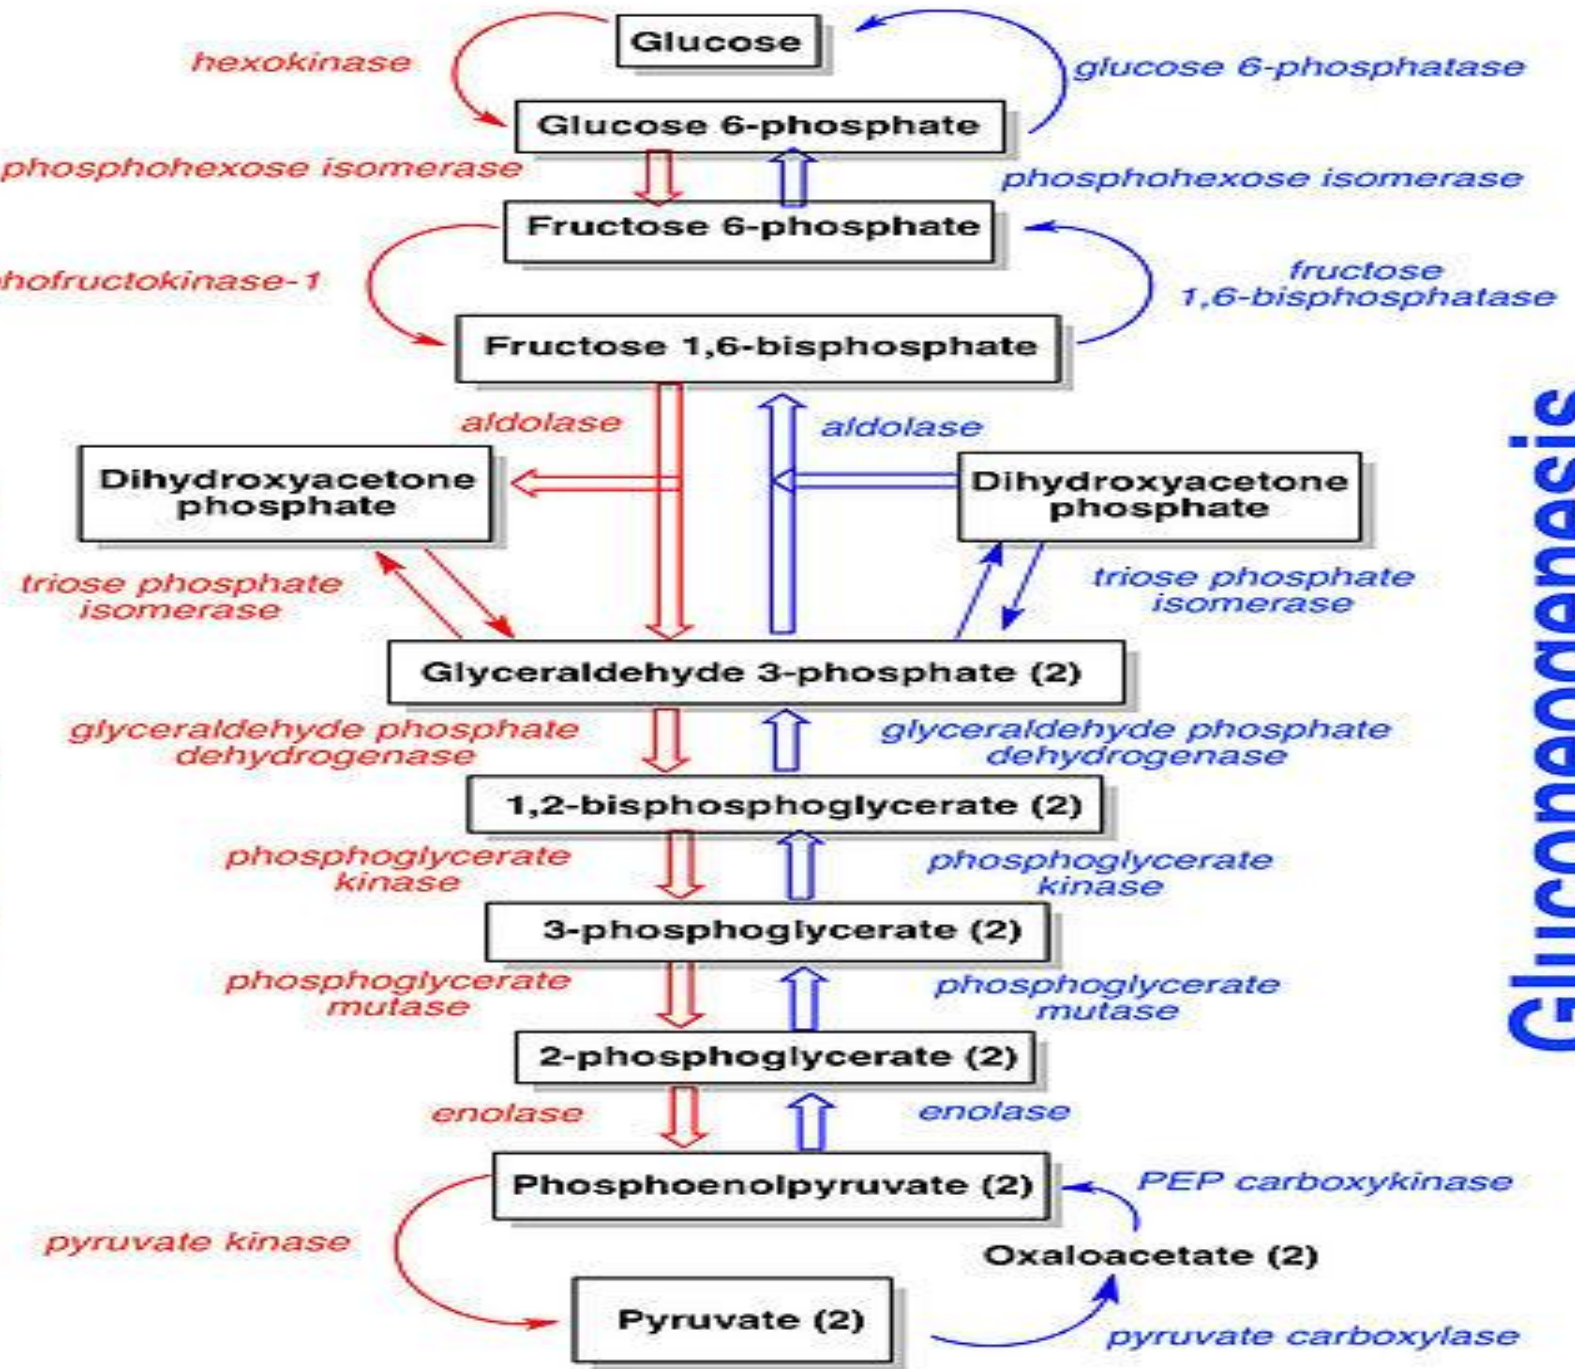 Glucose
hexokinase
glucose 6-phosphatase
Glucose 6-phosphate
phosphohexose isomerase
phosphohexose isomerase
Fructose 6-phosphate
hofructokinase-1
fructose
1,6-bisphosphatase
Fructose 1,6-bisphosphate
aldolase
aldolase
Dihydroxyacetone
phosphate
Dihydroxyacetone
phosphate
triose phosphate
isomerase
triose phosphate
isomerase
Glyceraldehyde 3-phosphate (2)
glyceraldehyde phosphate
dehydrogenase
glyceraldehyde phosphate
dehydrogenase
1,2-bisphosphoglycerate (2)
phosphoglycerate
kinase
phosphoglycerate
kinase
3-phosphoglycerate (2)
phosphoglycerate
mutase
phosphoglycerate
mutase
2-phosphoglycerate (2)
enolase
enolase
Phosphoenolpyruvate (2)
PEP carboxykinase
pyruvate kinase
Oxaloacetate (2)
Pyruvate (2)
pyruvate carboxylase
Gluconeogenesis